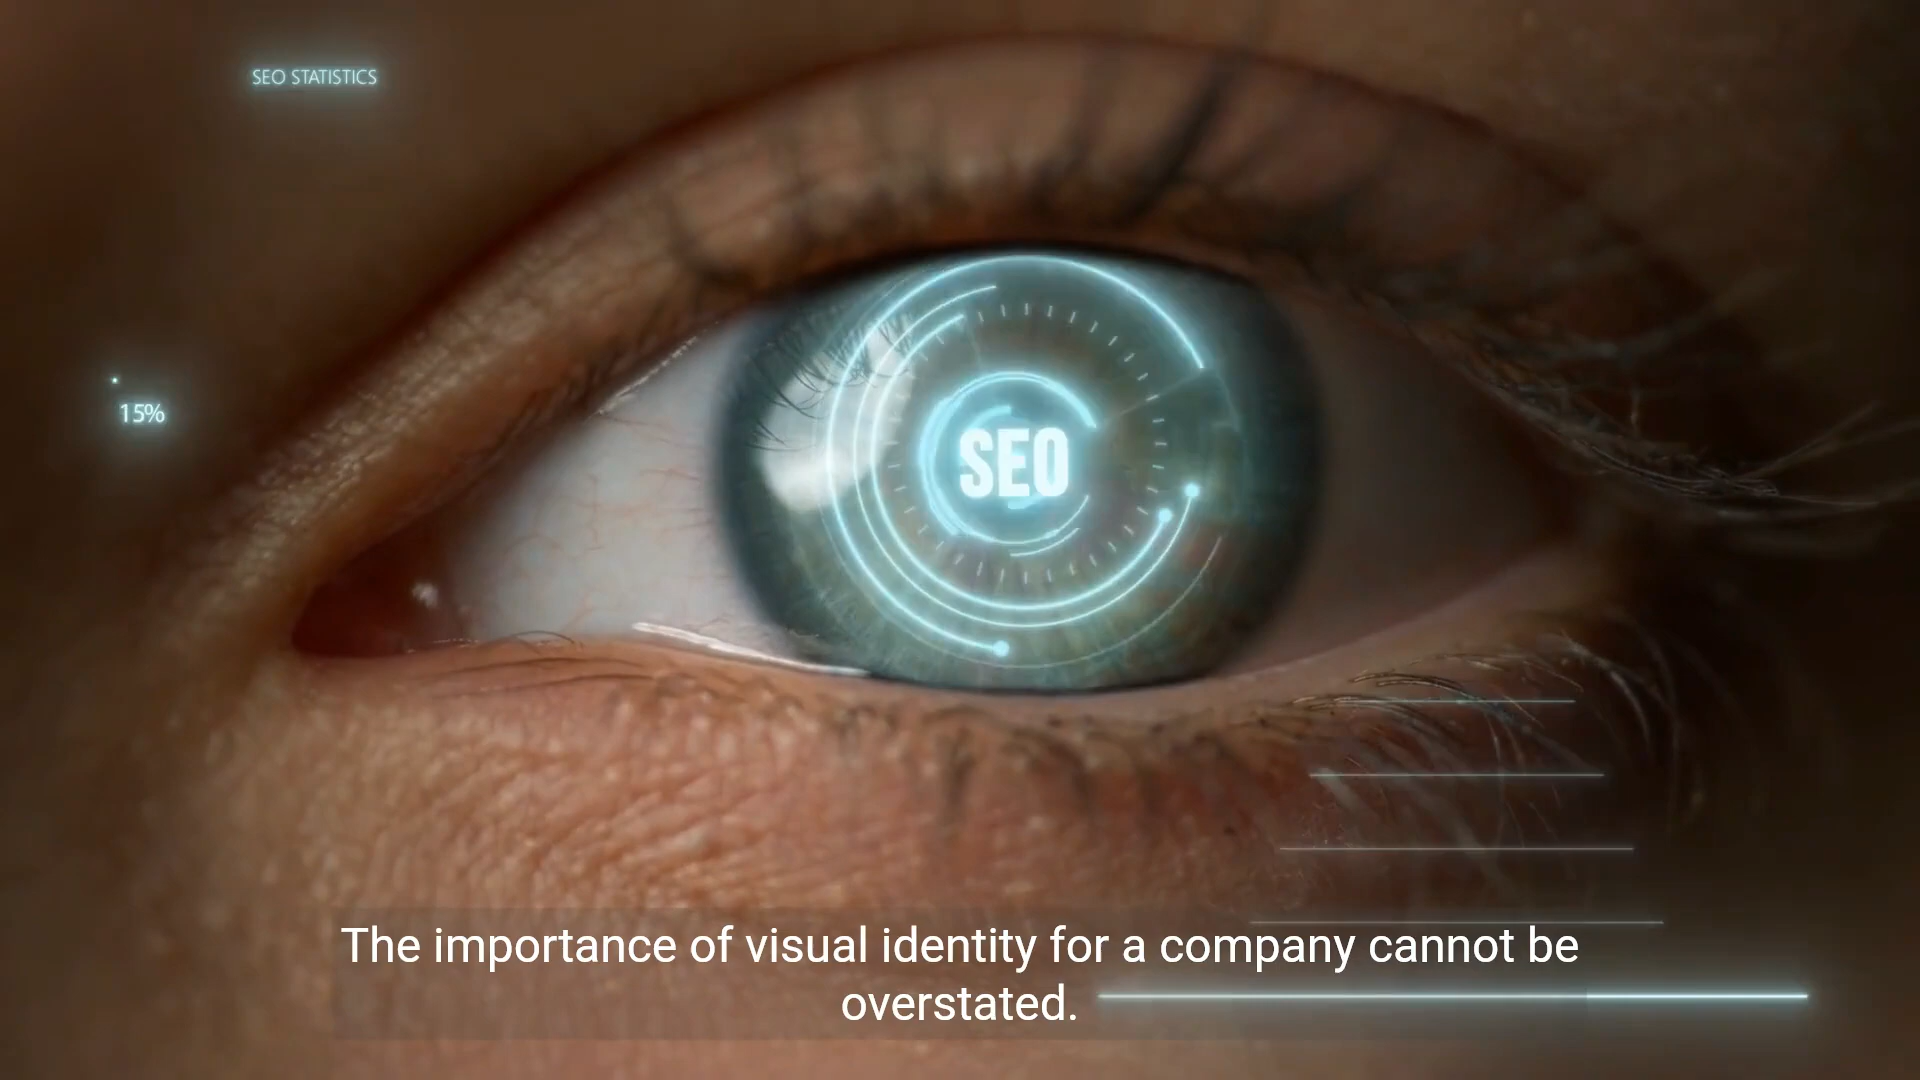 SEO STATISTICS
15%
SEO
The importance of visual identity for a company cannot be
overstated.